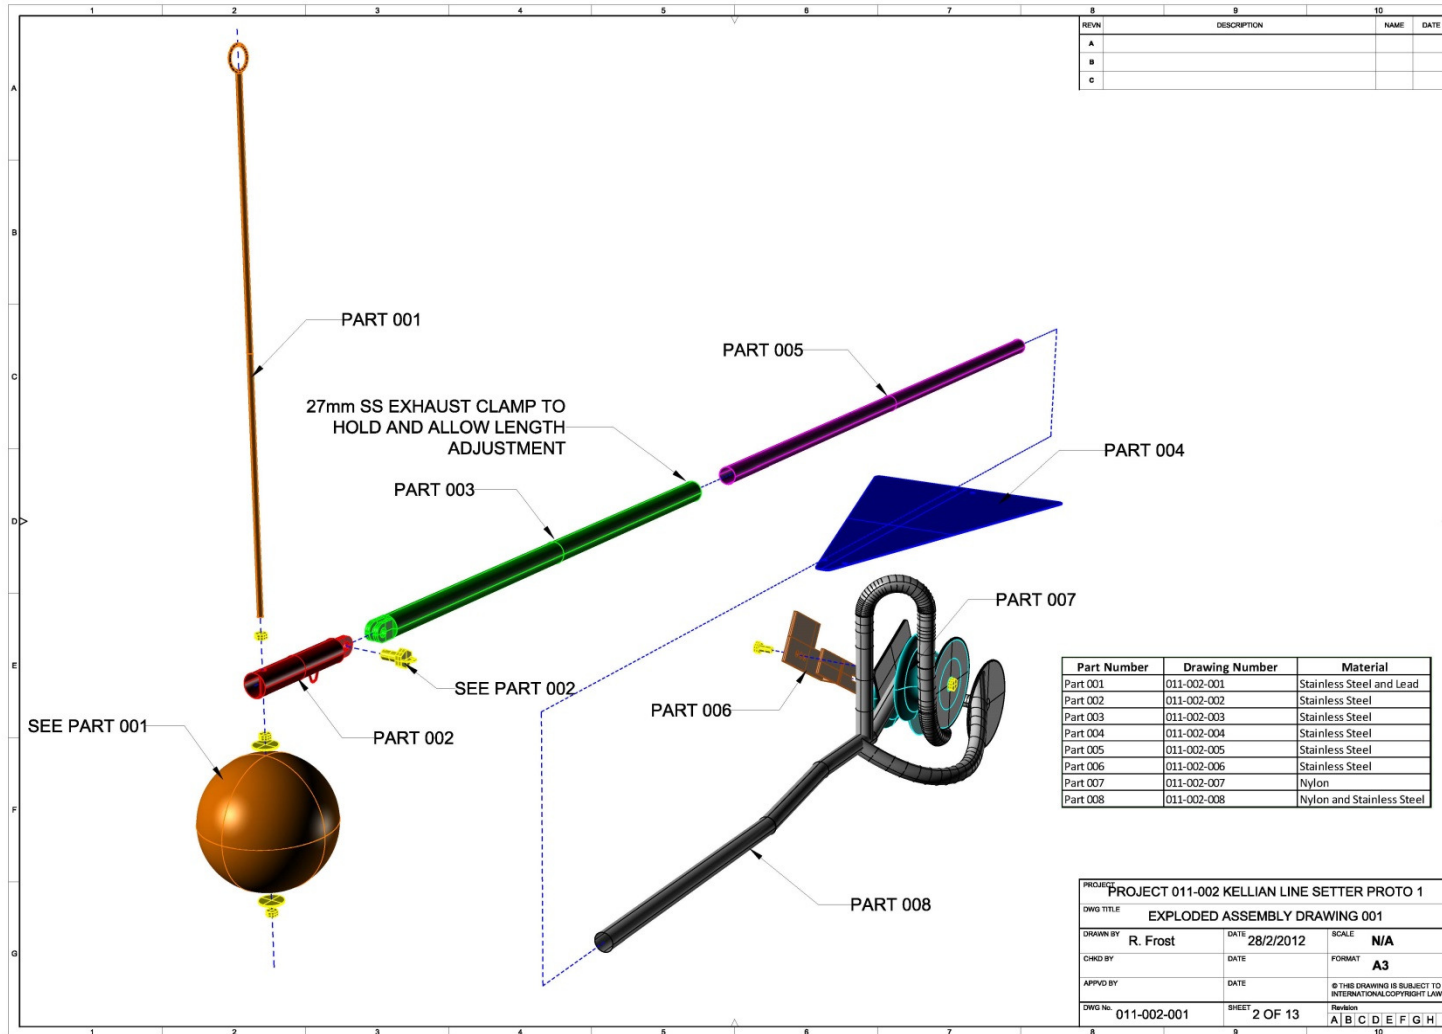 1 2 3 4 5 6 7 8 9 10
A
B
C
D
E
F
G
REVN DESCRIPTION NAME DATE
A
B
C
PART 001
PART 005
27mm SS EXHAUST CLAMP TO
HOLD AND ALLOW LENGTH
ADJUSTMENT
PART 004
PART 003
PART 007
SEE PART 002
PART 006
SEE PART 001
PART 002
PART 008
Part Number Drawing Number Material
Part 001 011-002-001 Stainless Steel and Lead
Part 002 011-002-002 Stainless Steel
Part 003 011-002-003 Stainless Steel
Part 004 011-002-004 Stainless Steel
Part 005 011-002-005 Stainless Steel
Part 006 011-002-006 Stainless Steel
Part 007 011-002-007 Nylon
Part 008 011-002-008 Nylon and Stainless Steel
PROJECT PROJECT 011-002 KELLIAN LINE SETTER PROTO 1
DWG TITLE EXPLODED ASSEMBLY DRAWING 001
DRAWN BY R. Frost DATE 28/2/2012 SCALE N/A
CHKD BY DATE FORMAT A3
APPVD BY DATE © THIS DRAWING IS SUBJECT TO
INTERNATIONALCOPYRIGHT LAW
DWG No. 011-002-001 SHEET 2 OF 13 Revision
A B C D E F G H
1 2 3 4 5 6 7 8 9 10